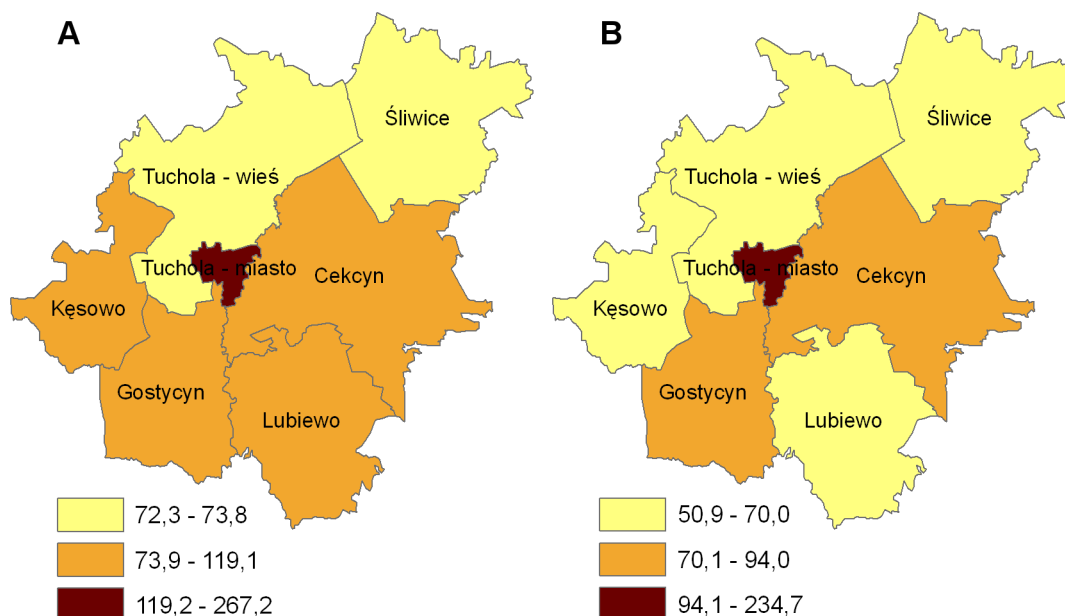 A
Śliwice
Tuchola - wieś
Tuchola - miasto
Cekcyn
Kęsowo
Gostycyn
Lubiewo
72,3 - 73,8
73,9 - 119,1
119,2 - 267,2
B
Śliwice
Tuchola - wieś
Tuchola - miasto
Cekcyn
Kęsowo
Gostycyn
Lubiewo
50,9 - 70,0
70,1 - 94,0
94,1 - 234,7